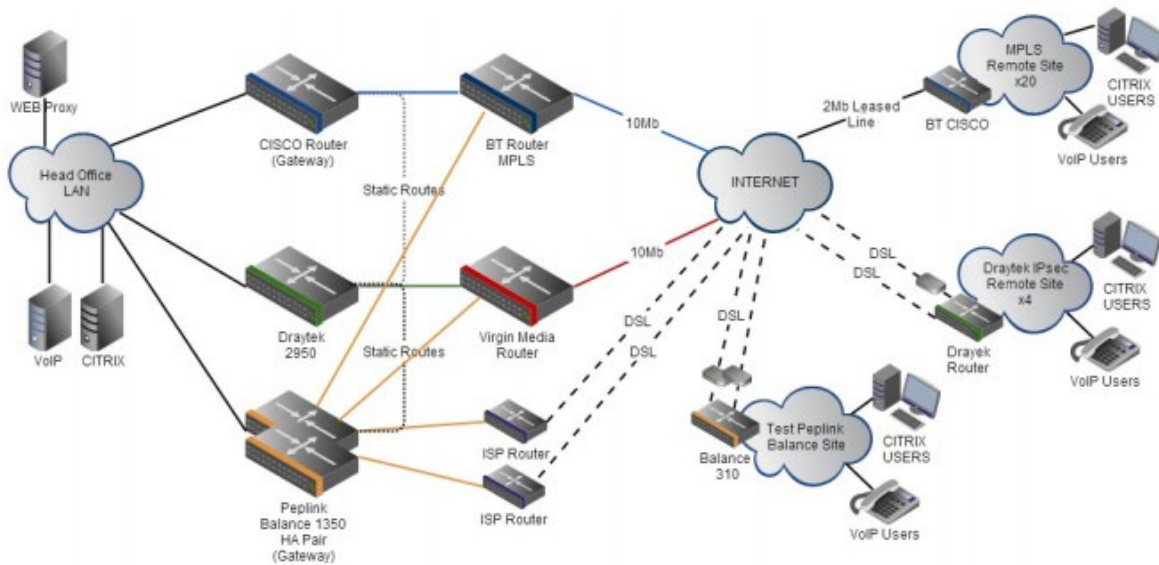 WEB Proxy
Head Office
LAN
VoIP
CITRIX
CISCO Router
(Gateway)
BT Router
MPLS
Static Routes
Draytek
2950
Virgin Media
Router
Static Routes
Peplink
Balance 1350
HA Pair
(Gateway)
ISP Router
ISP Router
10Mb
10Mb
INTERNET
2Mb Leased
Line
BT CISCO
MPLS
Remote Site
x20
CITRIX
USERS
VoIP Users
DSL
DSL
Draytek IPsec
Remote Site
x4
Drayek
Router
CITRIX
USERS
VoIP Users
DSL
DSL
DSL
Balance
310
Test Peplink
Balance Site
CITRIX
USERS
VoIP Users